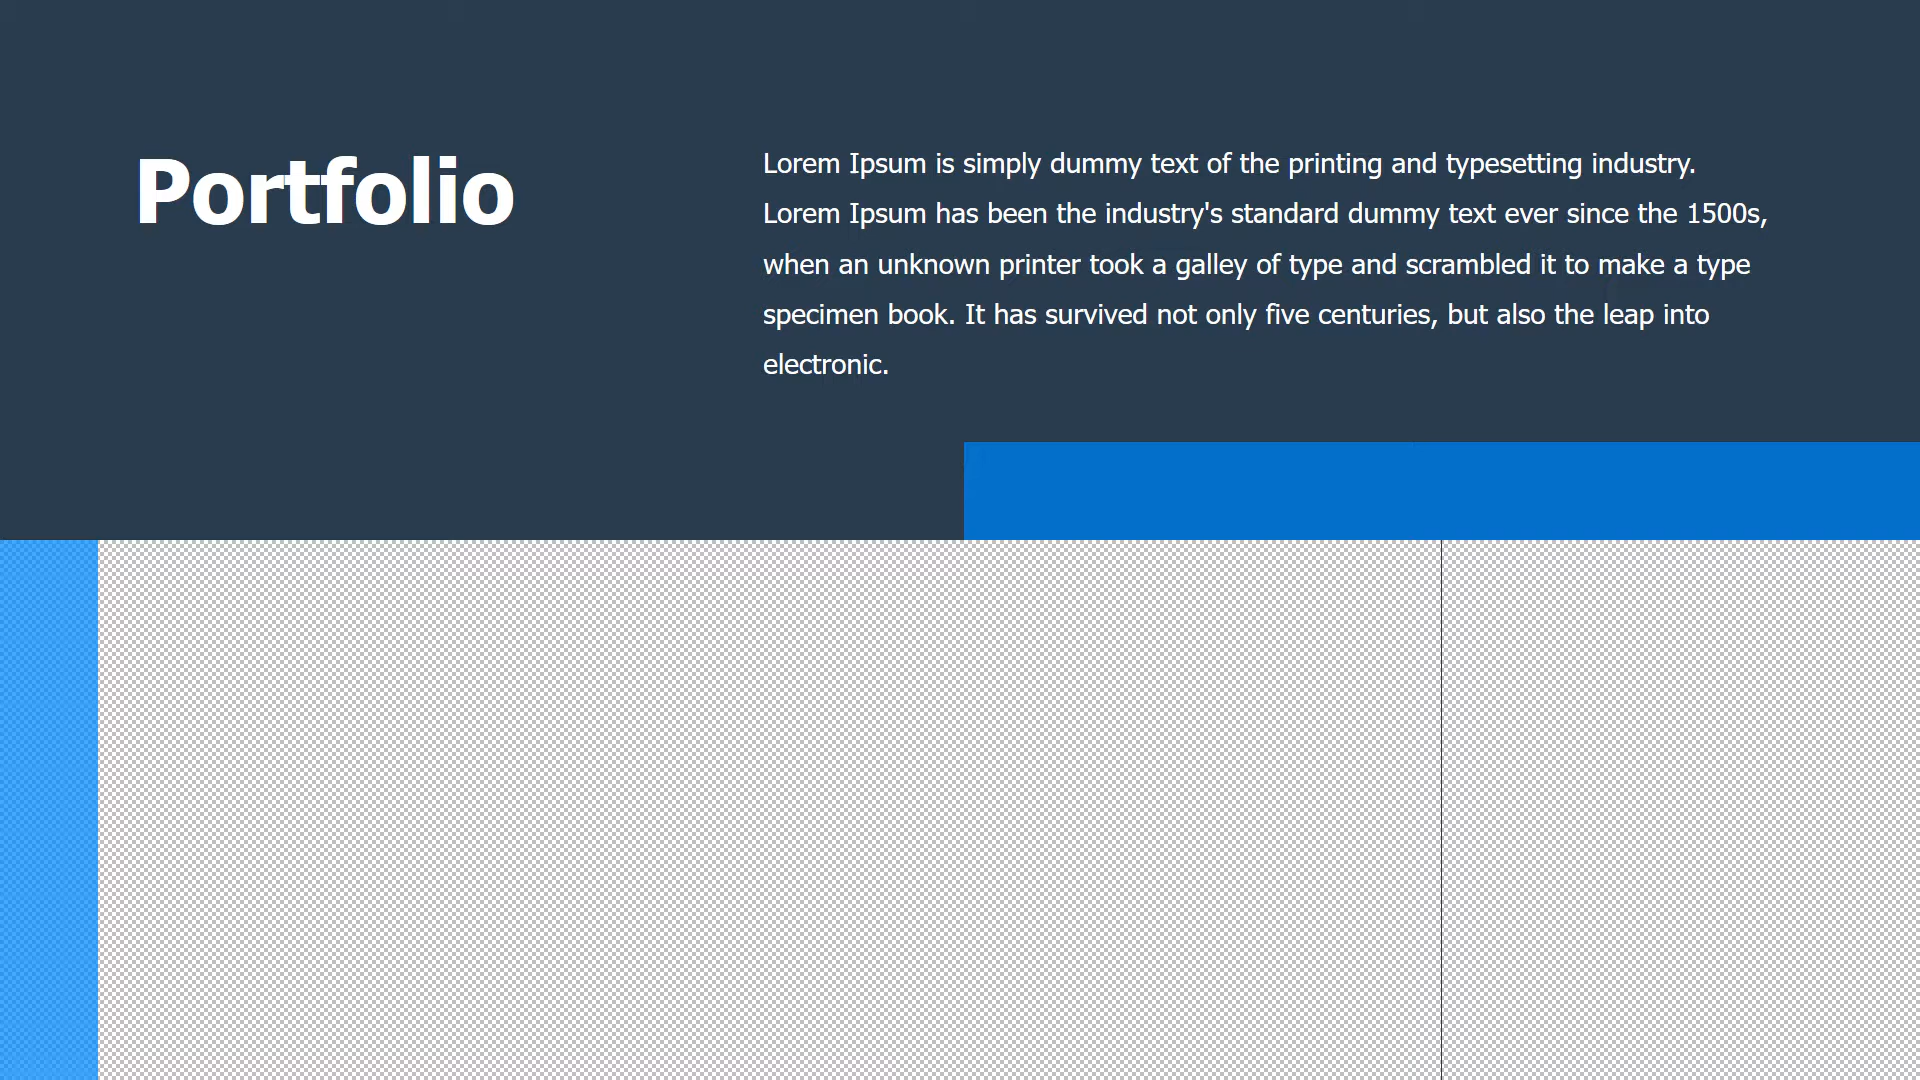 Portfolio
Lorem Ipsum is simply dummy text of the printing and typesetting industry.
Lorem Ipsum has been the industry's standard dummy text ever since the 1500s,
when an unknown printer took a galley of type and scrambled it to make a type
specimen book. It has survived not only five centuries, but also the leap into
electronic.